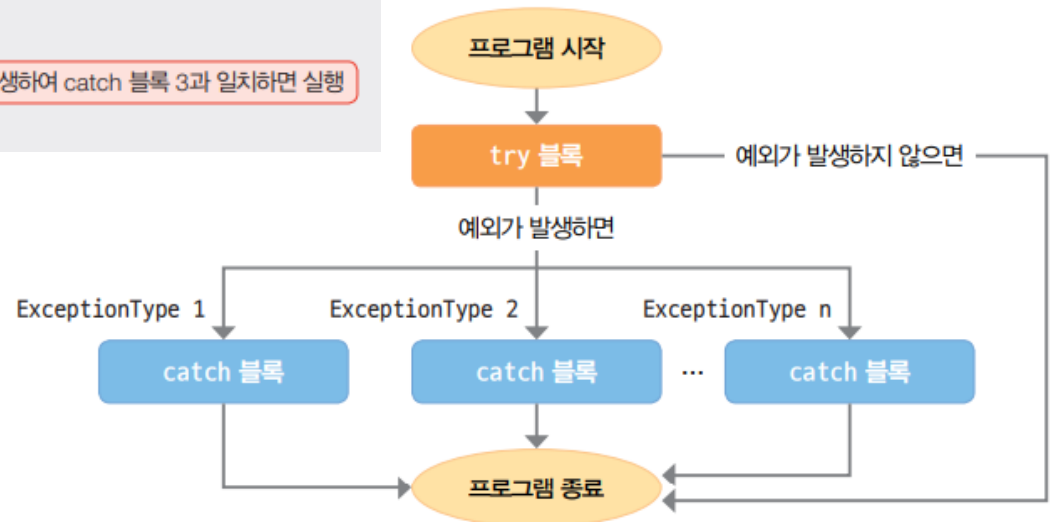 프로그램 시작
생하여 catch 블록 3과 일치하면 실행
try 블록
예외가 발생하지 않으면
예외가 발생하면
ExceptionType 1
ExceptionType 2
ExceptionType n
catch 블록
catch 블록
...
catch 블록
프로그램 종료